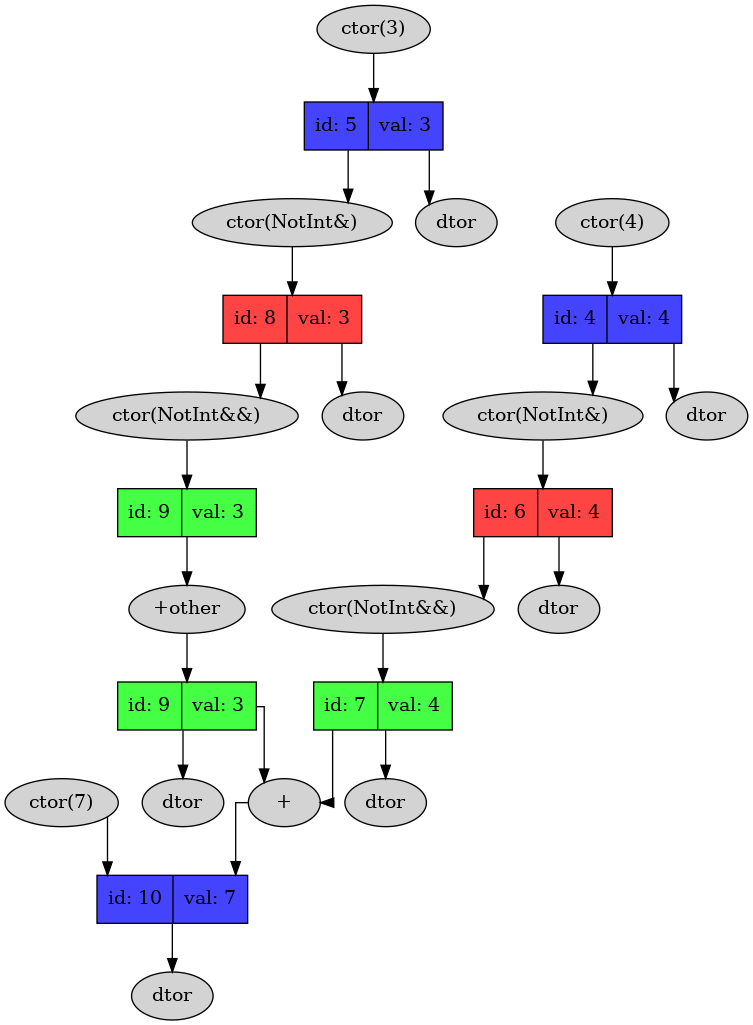 ctor(3)
id: 5 val: 3
ctor(NotInt&) dtor ctor(4)
id: 8 val: 3 id: 4 val: 4
ctor(NotInt&&) dtor ctor(NotInt&) dtor
id: 9 val: 3 id: 6 val: 4
+other ctor(NotInt&&) dtor
id: 9 val: 3 id: 7 val: 4
ctor(7) dtor + dtor
id: 10 val: 7
dtor